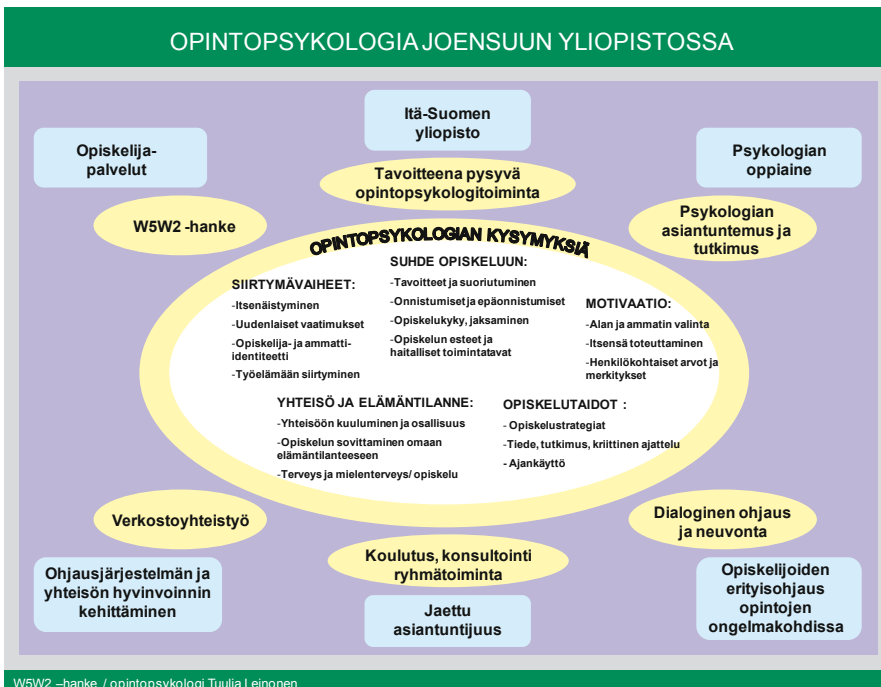 OPINTOPSYKOLOGIA JOENSUUN YLIOPISTOSSA
Itä-Suomen
yliopisto
Opiskelija-
palvelut
Psykologian
oppiaine
Tavoitteena pysyvä
opintopsykologitoiminta
W5W2 -hanke
Psykologian
asiantuntemus ja
tutkimus
OPINTOPSYKOLOGIAN KYSYMYKSIÄ
SIIRTYMÄVAIHEET:
-Itsenäistyminen
-Uudenlaiset vaatimukset
-Opiskelija- ja ammatti-
identiteetti
-Työelämään siirtyminen
SUHDE OPISKELUUN:
-Tavoitteet ja suoriutuminen
-Onnistumiset ja epäonnistumiset
-Opiskelukyky, jaksaminen
-Opiskelun esteet ja
haitalliset toimintatavat
MOTIVAATIO:
-Alan ja ammatin valinta
-Itsensä toteuttaminen
-Henkilökohtaiset arvot ja
merkitykset
YHTEISÖ JA ELÄMÄNTILANNE:
-Yhteisöön kuuluminen ja osallisuus
-Opiskelun sovittaminen omaan
elämäntilanteeseen
-Terveys ja mielenterveys/ opiskelu
OPISKELUTAIDOT :
- Opiskelustrategiat
-Tiede, tutkimus, kriittinen ajattelu
- Ajankäyttö
Verkostoyhteistyö
Dialoginen ohjaus
ja neuvonta
Koulutus, konsultointi
ryhmätoiminta
Ohjausjärjestelmän ja
yhteisön hyvinvoinnin
kehittäminen
Jaettu
asiantuntijuus
Opiskelijoiden
erityisohjaus
opintojen
ongelmakohdissa
W5W2 –hanke / opintopsykologi Tuulia Leinonen